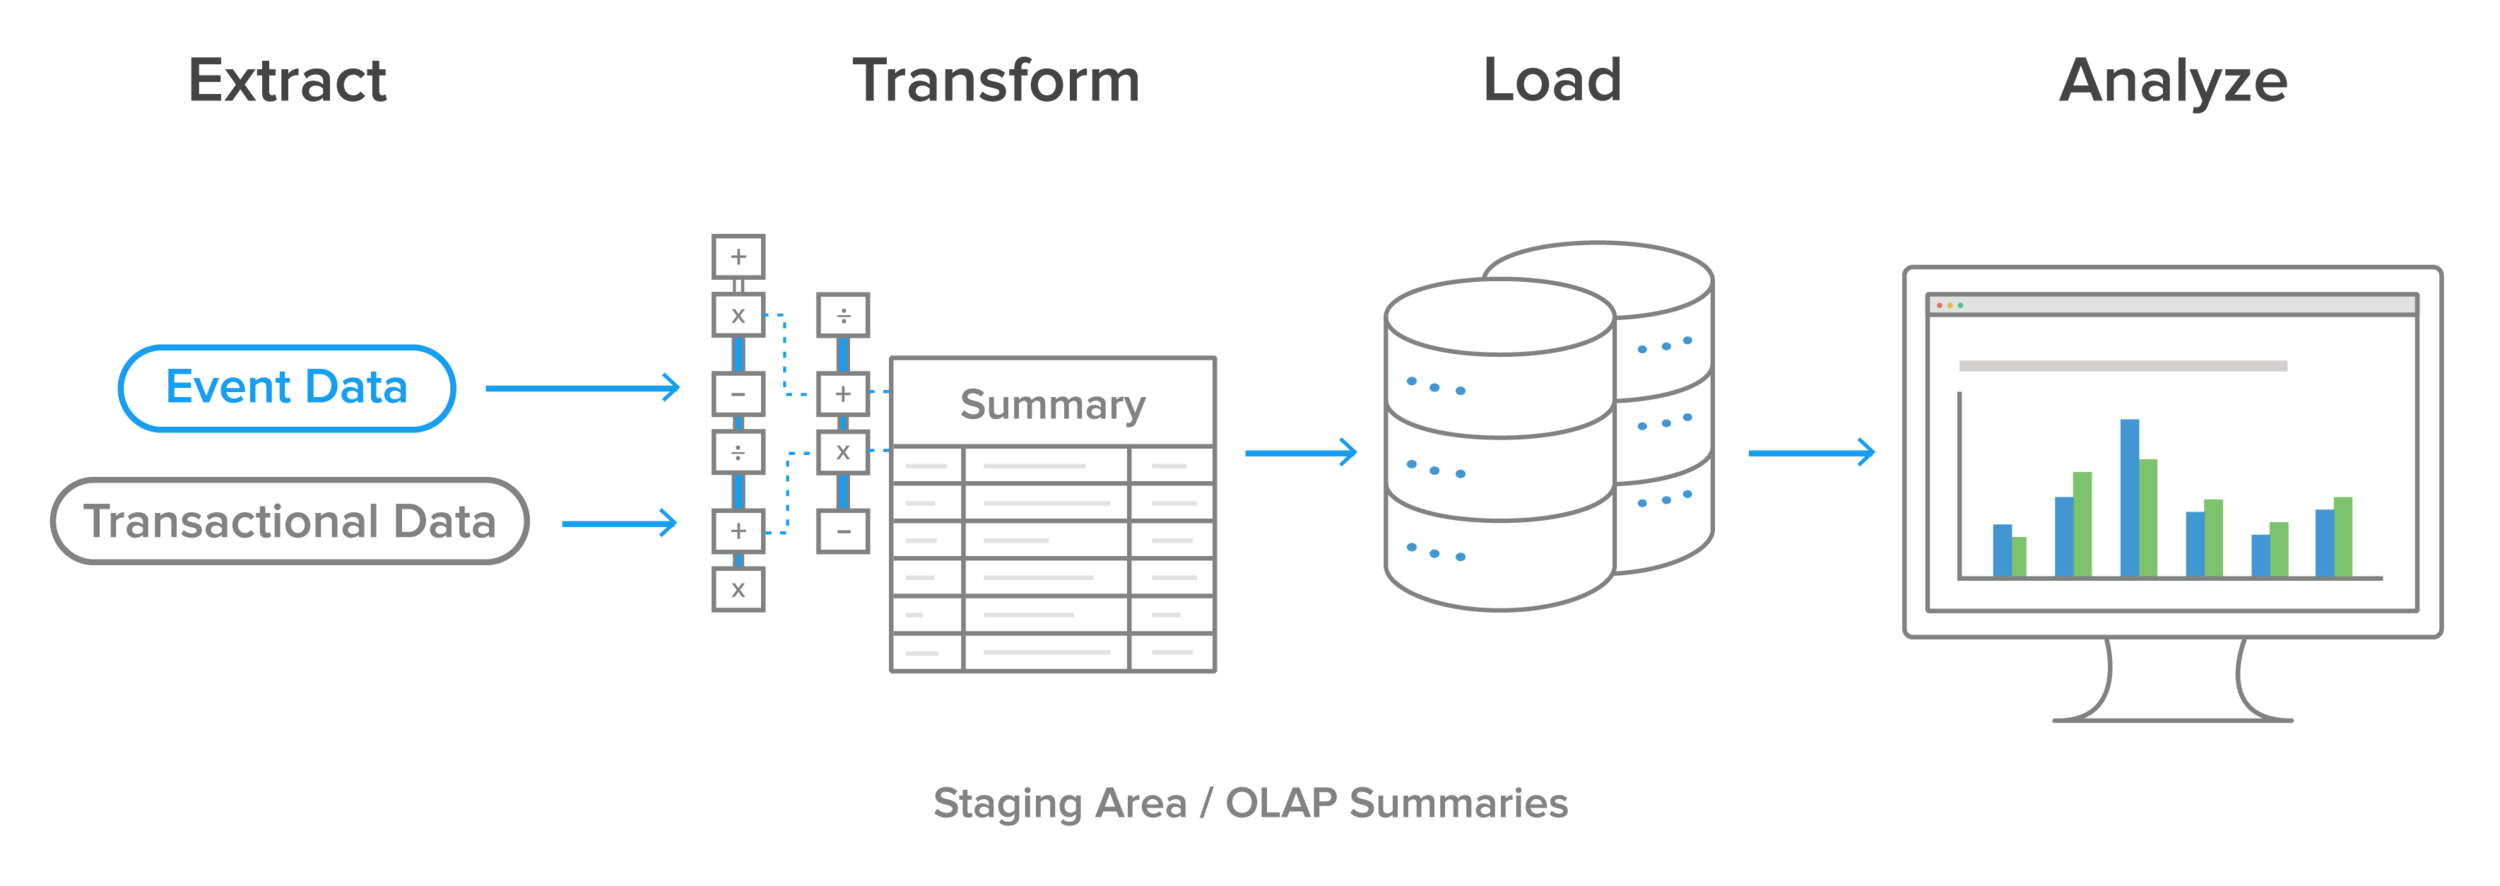 Extract
Transform
Load
Analyze
Event Data
Transactional Data
+
x
-
÷
+
x
÷
+
x
-
Summary
Staging Area / OLAP Summaries